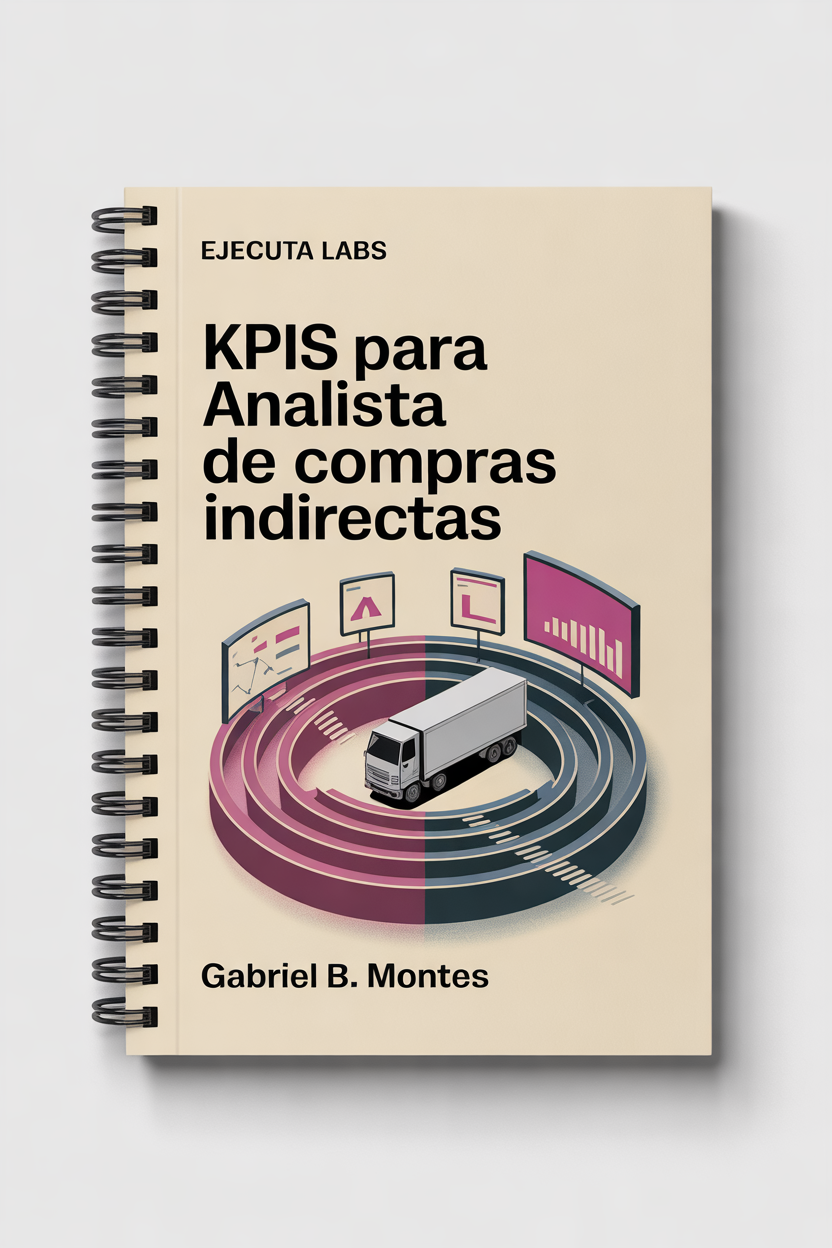 EJECUTA LABS
KPIS para
Analista
de compras
indirectas
Gabriel B. Montes